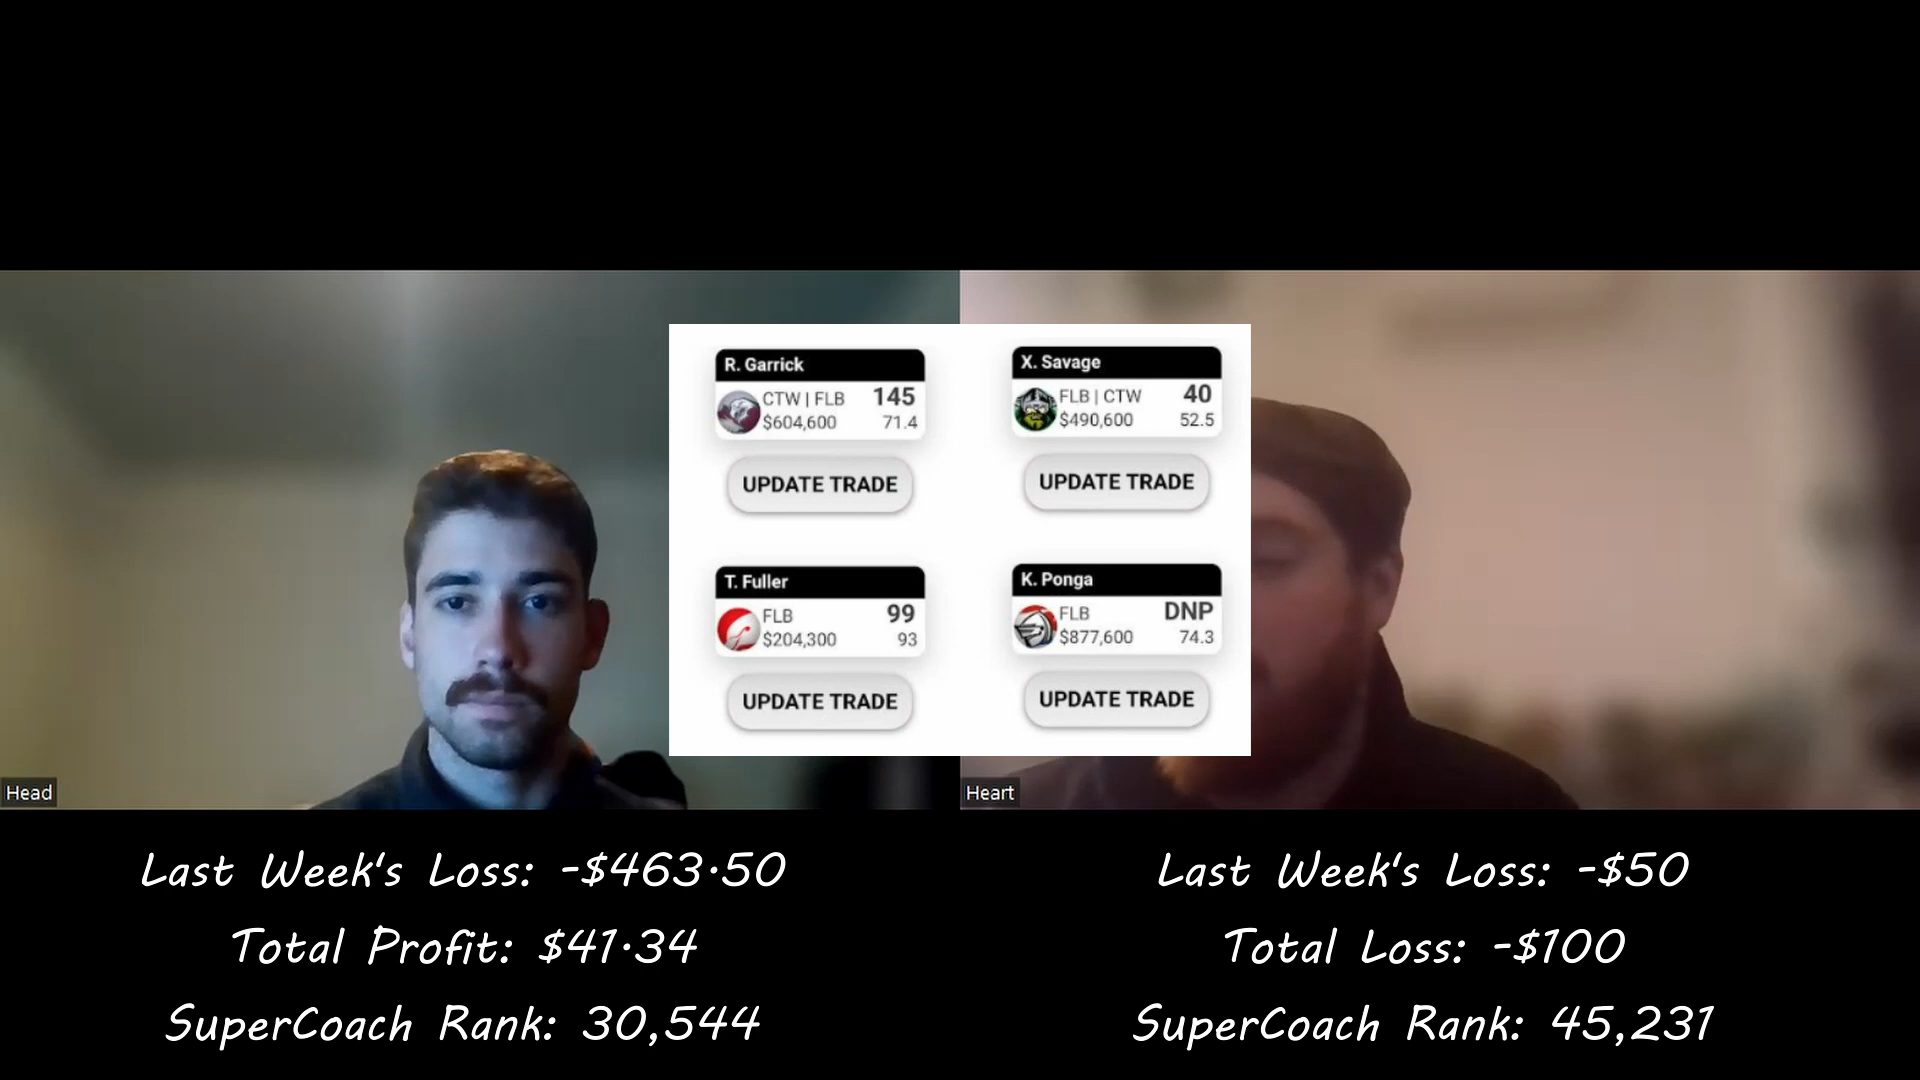 R. Garrick
CTW | FLB 145
$604,600 71.4
UPDATE TRADE
X. Savage
FLB | CTW 40
$490,600 52.5
UPDATE TRADE
T. Fuller
FLB 99
$204,300 93
UPDATE TRADE
K. Ponga
FLB DNP
$877,600 74.3
UPDATE TRADE
Head
Heart
Last Week's Loss: -$463.50
Total Profit: $41.34
SuperCoach Rank: 30,544
Last Week's Loss: -$50
Total Loss: -$100
SuperCoach Rank: 45,231